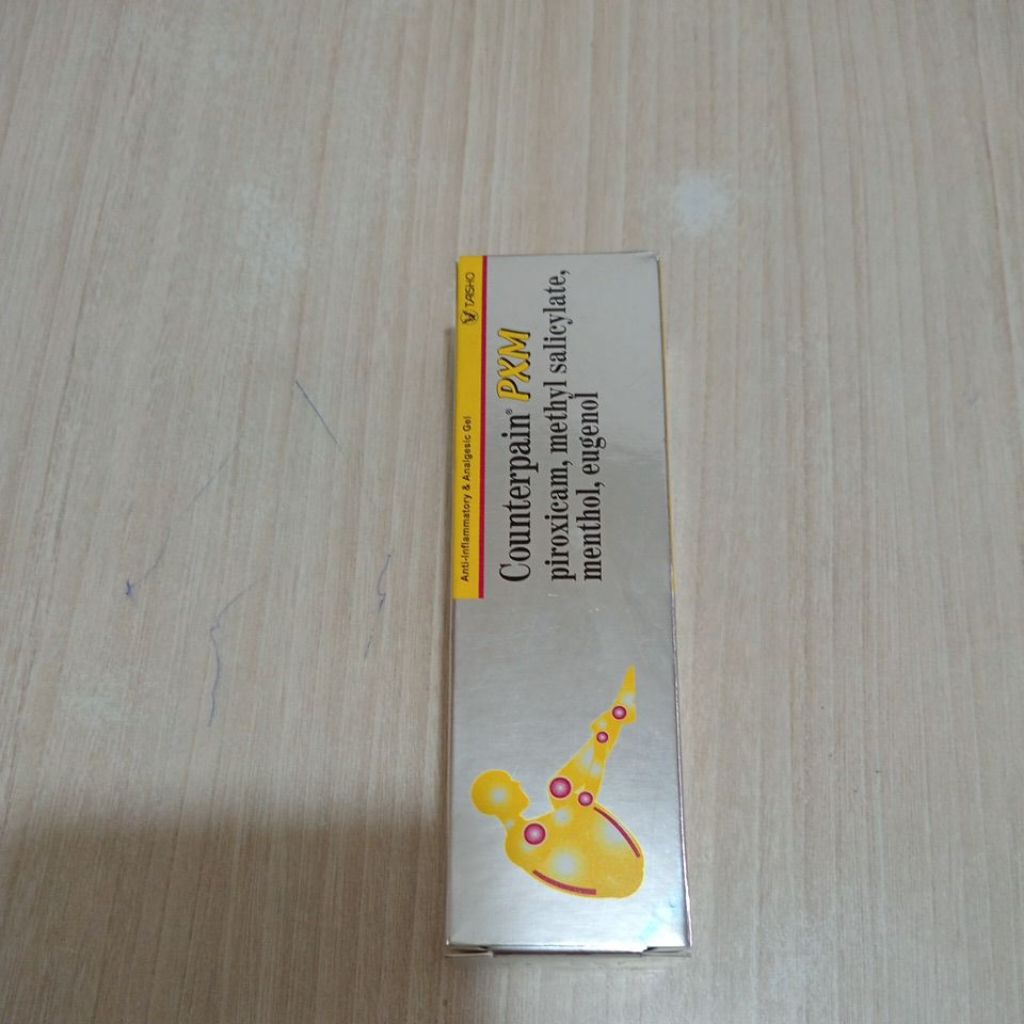 Anti-Inflammatory & Analgesic Gel
TAISHO
Counterpain® PXM
piroxicam, methyl salicylate,
menthol, eugenol